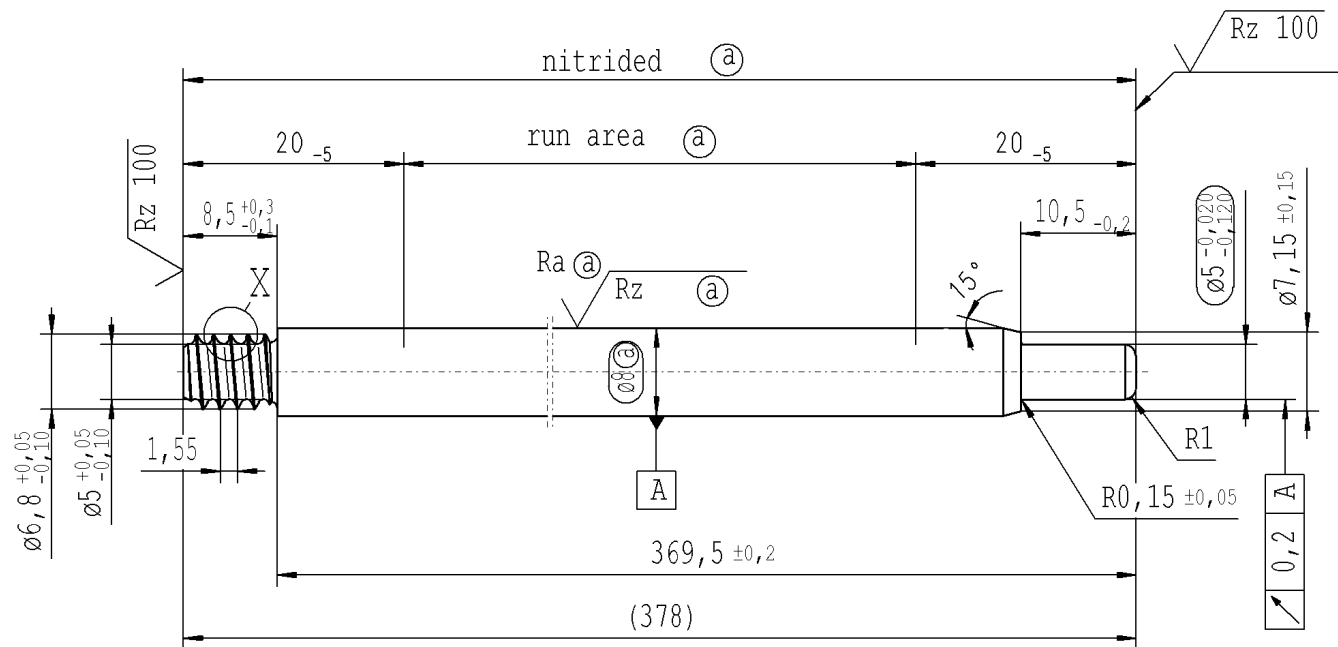 Rz 100
nitrided ⓐ
run area ⓐ
20 -5
20 -5
Rz 100
8,5 +0,3 -0,1
10,5 -0,2
ø5 -0,020 -0,120
ø7,15 ±0,15
X
Ra ⓐ
Rz ⓐ
15°
ø8 ⓐ
ø6,8 +0,05 -0,10
ø5 +0,05 -0,10
1,55
A
R1
R0,15 ±0,05
0,2 A
369,5 ±0,2
(378)